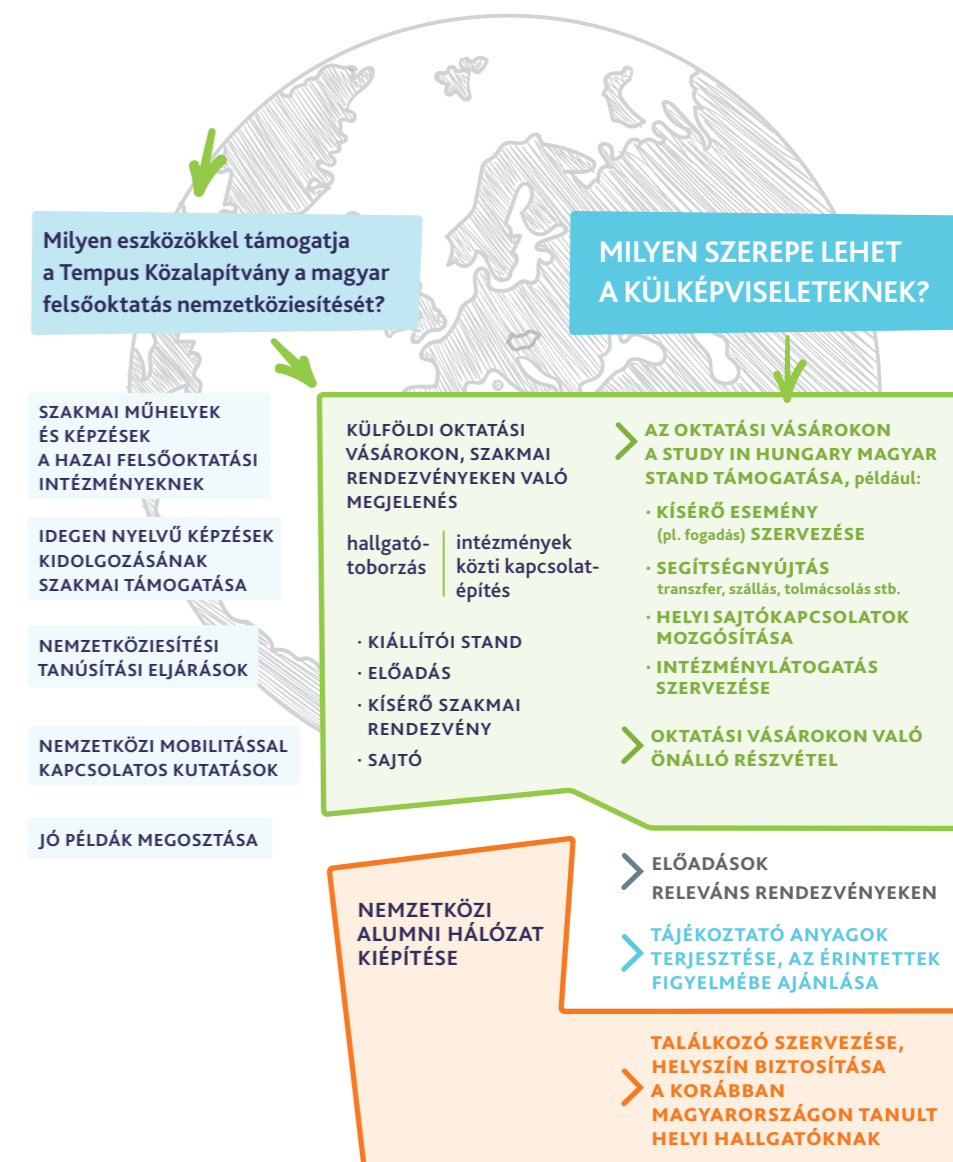 Milyen eszközökkel támogatja
a Tempus Közalapítvány a magyar
felsőoktatás nemzetköziesítését?
SZAKMAI MŰHELYEK
ÉS KÉPZÉSEK
A HAZAI FELSŐOKTATÁSI
INTÉZMÉNYEKNEK
IDEGEN NYELVŰ KÉPZÉSEK
KIDOLGOZÁSÁNAK
SZAKMAI TÁMOGATÁSA
NEMZETKÖZIESÍTÉSI
TANÚSÍTÁSI ELJÁRÁSOK
NEMZETKÖZI MOBILITÁSSAL
KAPCSOLATOS KUTATÁSOK
JÓ PÉLDÁK MEGOSZTÁSA
KÜLFÖLDI OKTATÁSI
VÁSÁROKON, SZAKMAI
RENDEZVÉNYEKEN VALÓ
MEGJELENÉS
hallgató-
toborzás
intézmények
közti kapcsolat-
építés
· KIÁLLÍTÓI STAND
· ELŐADÁS
· KÍSÉRŐ SZAKMAI
RENDEZVÉNY
· SAJTÓ
NEMZETKÖZI
ALUMNI HÁLÓZAT
KIÉPÍTÉSE
MILYEN SZEREPE LEHET
A KÜLKÉPVISELETEKNEK?
AZ OKTATÁSI VÁSÁROKON
A STUDY IN HUNGARY MAGYAR
STAND TÁMOGATÁSA, például:
· KÍSÉRŐ ESEMÉNY
(pl. fogadás) SZERVEZÉSE
· SEGÍTSÉGNYÚJTÁS
transzfer, szállás, tolmácsolás stb.
· HELYI SAJTÓKAPCSOLATOK
MOZGÓSÍTÁSA
· INTÉZMÉNYLÁTOGATÁS
SZERVEZÉSE
OKTATÁSI VÁSÁROKON VALÓ
ÖNÁLLÓ RÉSZVÉTEL
ELŐADÁSOK
RELEVÁNS RENDEZVÉNYEKEN
TÁJÉKOZTATÓ ANYAGOK
TERJESZTÉSE, AZ ÉRINTETTEK
FIGYELMÉBE AJÁNLÁSA
TALÁLKOZÓ SZERVEZÉSE,
HELYSZÍN BIZTOSÍTÁSA
A KORÁBBAN
MAGYARORSZÁGON TANULT
HELYI HALLGATÓKNAK